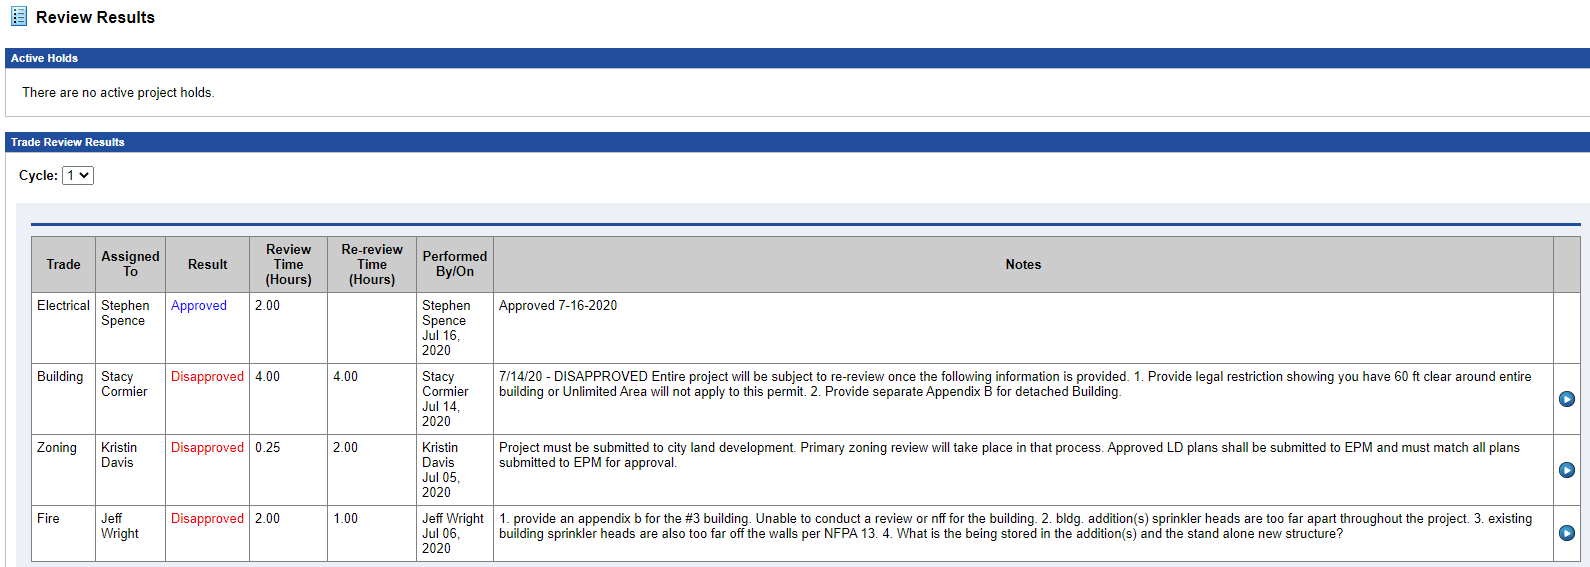 Review Results
Active Holds
There are no active project holds.
Trade Review Results
Cycle: 1
Trade
Assigned
To
Result
Review
Time
(Hours)
Re-review
Time
(Hours)
Performed
By/On
Notes
Electrical
Stephen
Spence
Approved
2.00
Stephen
Spence
Jul 16,
2020
Approved 7-16-2020
Building
Stacy
Cormier
Disapproved
4.00
4.00
Stacy
Cormier
Jul 14,
2020
7/14/20 - DISAPPROVED Entire project will be subject to re-review once the following information is provided. 1. Provide legal restriction showing you have 60 ft clear around entire
building or Unlimited Area will not apply to this permit. 2. Provide separate Appendix B for detached Building.
Zoning
Kristin
Davis
Disapproved
0.25
2.00
Kristin
Davis
Jul 05,
2020
Project must be submitted to city land development. Primary zoning review will take place in that process. Approved LD plans shall be submitted to EPM and must match all plans
submitted to EPM for approval.
Fire
Jeff
Wright
Disapproved
2.00
1.00
Jeff Wright
Jul 06,
2020
1. provide an appendix b for the #3 building. Unable to conduct a review or nff for the building. 2. bldg. addition(s) sprinkler heads are too far apart throughout the project. 3. existing
building sprinkler heads are also too far off the walls per NFPA 13. 4. What is the being stored in the addition(s) and the stand alone new structure?